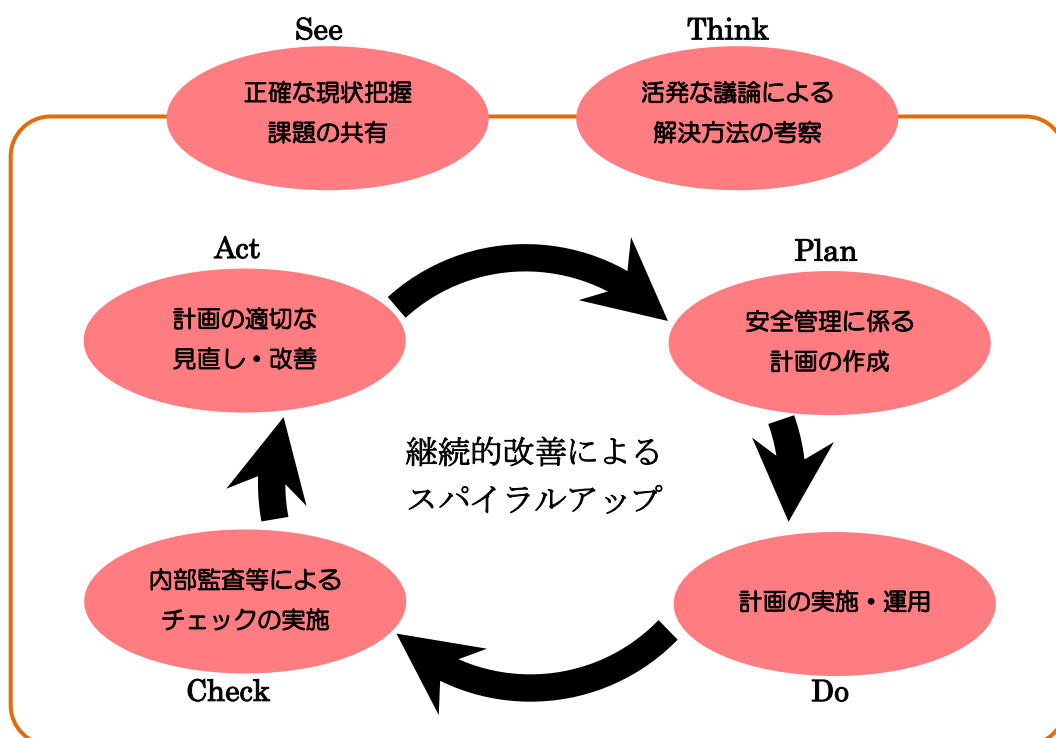 See
正確な現状把握
課題の共有
Think
活発な議論による
解決方法の考察
Act
計画の適切な
見直し・改善
Plan
安全管理に係る
計画の作成
継続的改善による
スパイラルアップ
内部監査等による
チェックの実施
Check
計画の実施・運用
Do